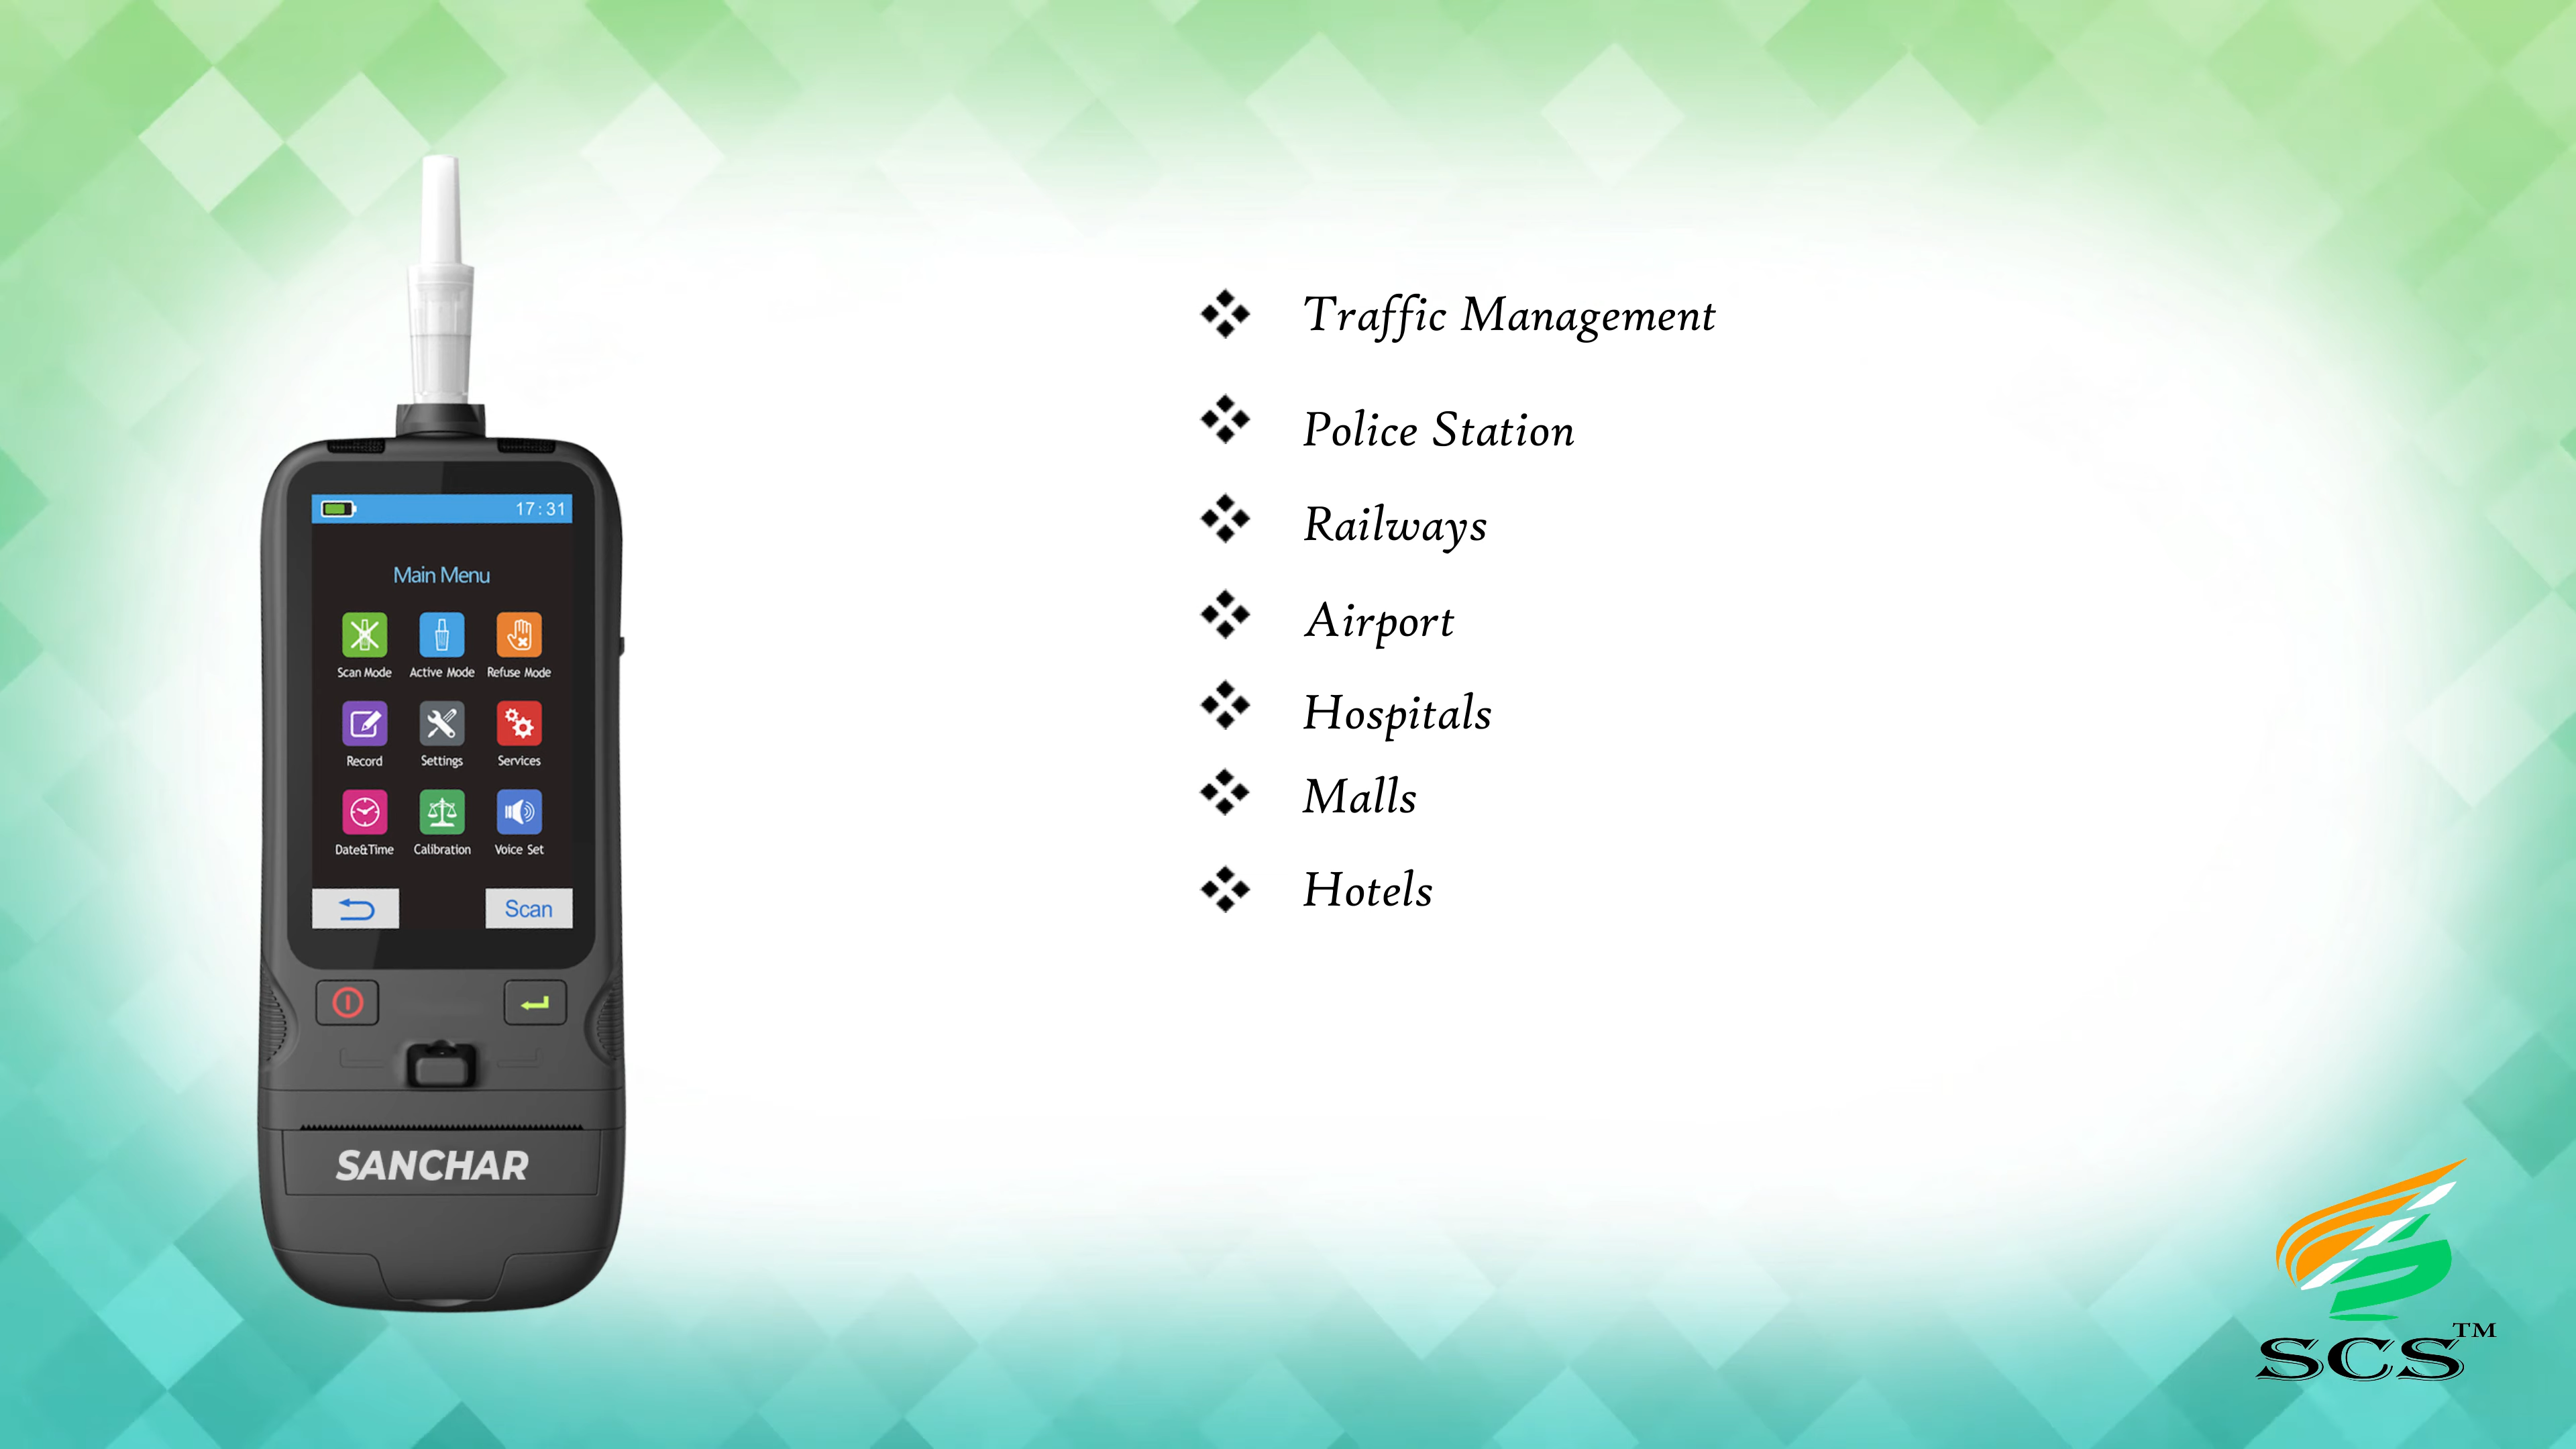 17:31
Main Menu
Scan Mode Active Mode Refuse Mode
Record Settings Services
Date&Time Calibration Voice Set
Scan
SANCHAR
Traffic Management
Police Station
Railways
Airport
Hospitals
Malls
Hotels
SCS™